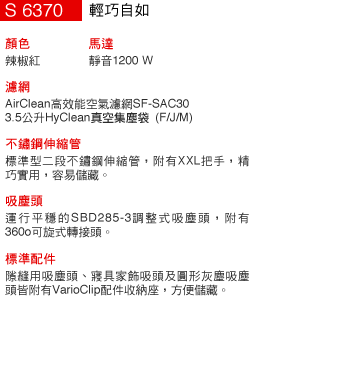 S 6370 輕巧自如
顏色 馬達
辣椒紅 靜音1200 W
濾網
AirClean高效能空氣濾網SF-SAC30
3.5公升HyClean真空集塵袋 (F/J/M)
不鏽鋼伸縮管
標準型二段不鏽鋼伸縮管，附有XXL把手，精
巧實用，容易儲藏。
吸塵頭
運行平穩的SBD285-3調整式吸塵頭，附有
360o可旋式轉接頭。
標準配件
隙縫用吸塵頭、寢具家飾吸頭及圓形灰塵吸塵
頭皆附有VarioClip配件收納座，方便儲藏。